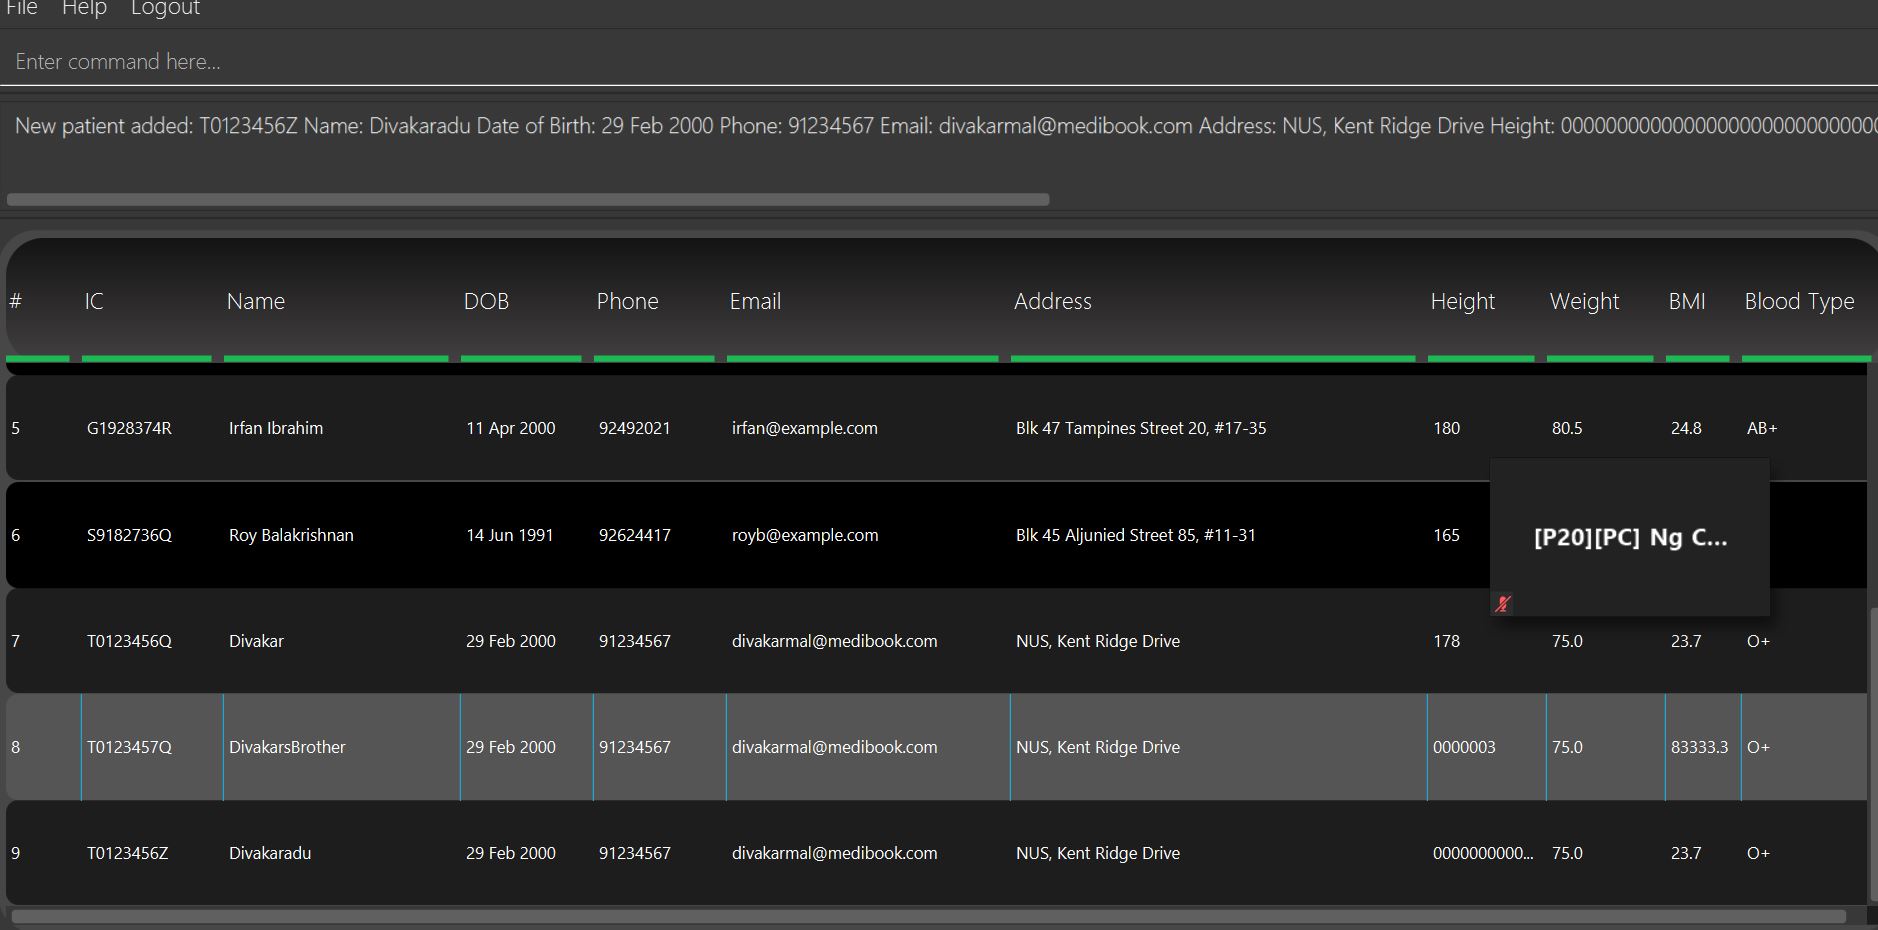 File Help Logout
Enter command here...
New patient added: T0123456Z Name: Divakaradu Date of Birth: 29 Feb 2000 Phone: 91234567 Email: divakarmal@medibook.com Address: NUS, Kent Ridge Drive Height:
# IC Name DOB Phone Email Address Height Weight BMI Blood Type
5 G1928374R Irfan Ibrahim 11 Apr 2000 92492021 irfan@example.com Blk 47 Tampines Street 20, #17-35 180 80.5 24.8 AB+
6 S9182736Q Roy Balakrishnan 14 Jun 1991 92624417 royb@example.com Blk 45 Aljunied Street 85, #11-31 165
[P20][PC] Ng C...
7 T0123456Q Divakar 29 Feb 2000 91234567 divakarmal@medibook.com NUS, Kent Ridge Drive 178 75.0 23.7 O+
8 T0123457Q DivakarsBrother 29 Feb 2000 91234567 divakarmal@medibook.com NUS, Kent Ridge Drive 0000003 75.0 83333.3 O+
9 T0123456Z Divakaradu 29 Feb 2000 91234567 divakarmal@medibook.com NUS, Kent Ridge Drive 0000000000... 75.0 23.7 O+